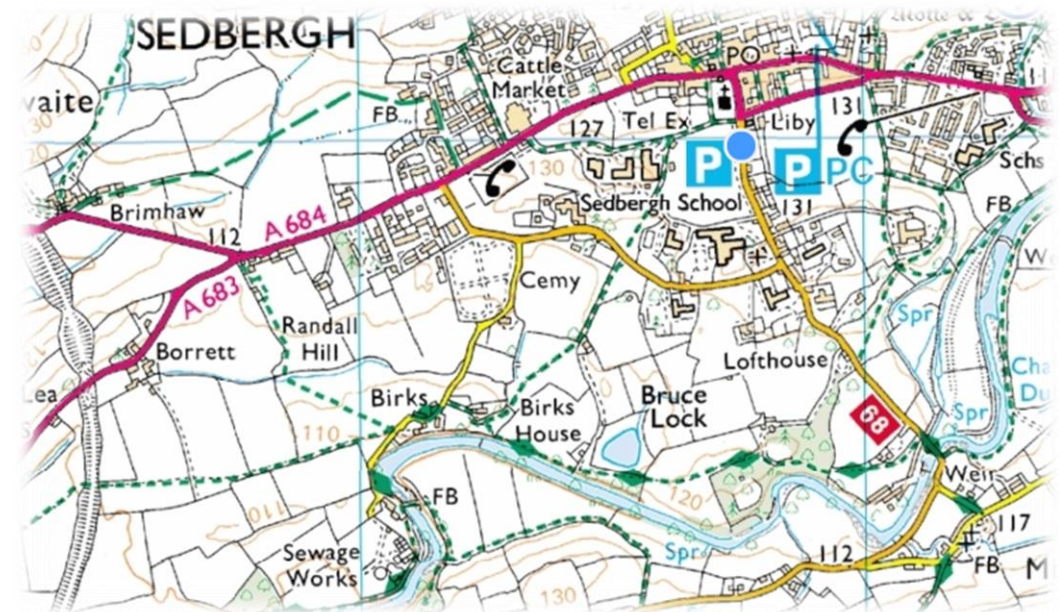 SEDBERGH
Cattle
Market
PO
FB
127
Tel Ex
Liby
131
P
P
PC
130
Schs
FB
Sedbergh School
131
Brimhaw
A 684
112
A 683
Cemy
Spr
Randall
Hill
Borrett
Lofthouse
Birks
Birks
House
Bruce
Lock
68
Spr
110
Weir
120
FB
110
117
Spr
112
FB
Sewage
Works
130